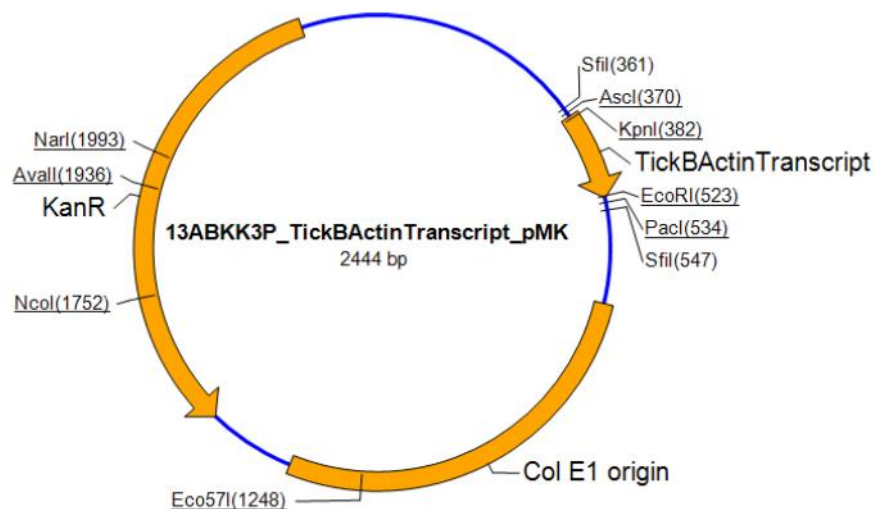 SfiI(361)
AscI(370)
KpnI(382)
TickBActinTranscript
EcoRI(523)
PacI(534)
SfiI(547)
NarI(1993)
AvaII(1936)
KanR
13ABKK3P_TickBActinTranscript_pMK
2444 bp
NcoI(1752)
Col E1 origin
Eco57I(1248)